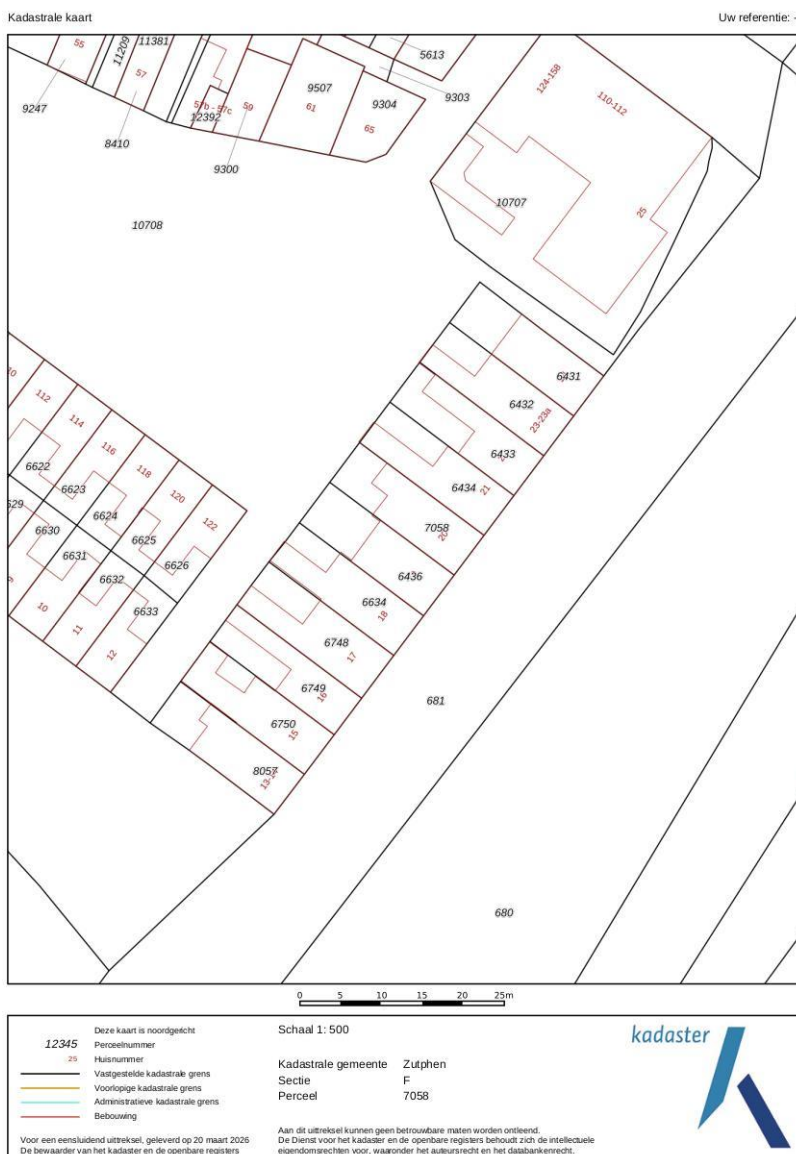 Kadastrale kaart
Uw referentie: -
55
11209
11381
57
9247
8410
57b - 57c
12392
59
9300
9507
61
9304
65
5613
9303
124-158
110-112
10707
25
10708
6431
6432
23-23a
6433
6434
21
7058
20
6436
6634
18
6748
17
6749
16
6750
15
8057
10
112
114
116
118
120
122
6622
6623
6624
6625
6626
6630
6631
6632
6633
9
10
11
12
681
680
0 5 10 15 20 25m
Deze kaart is noordgericht
12345 Perceelnummer
25 Huisnummer
Vastgestelde kadastrale grens
Voorlopige kadastrale grens
Administratieve kadastrale grens
Bebouwing
Voor een eensluidend uittreksel, geleverd op 20 maart 2026
De bewaarder van het kadaster en de openbare registers
Schaal 1: 500
Kadastrale gemeente Zutphen
Sectie F
Perceel 7058
Aan dit uittreksel kunnen geen betrouwbare maten worden ontleend.
De Dienst voor het kadaster en de openbare registers behoudt zich de intellectuele
eigendomsrechten voor, waaronder het auteursrecht en het databankenrecht.
kadaster